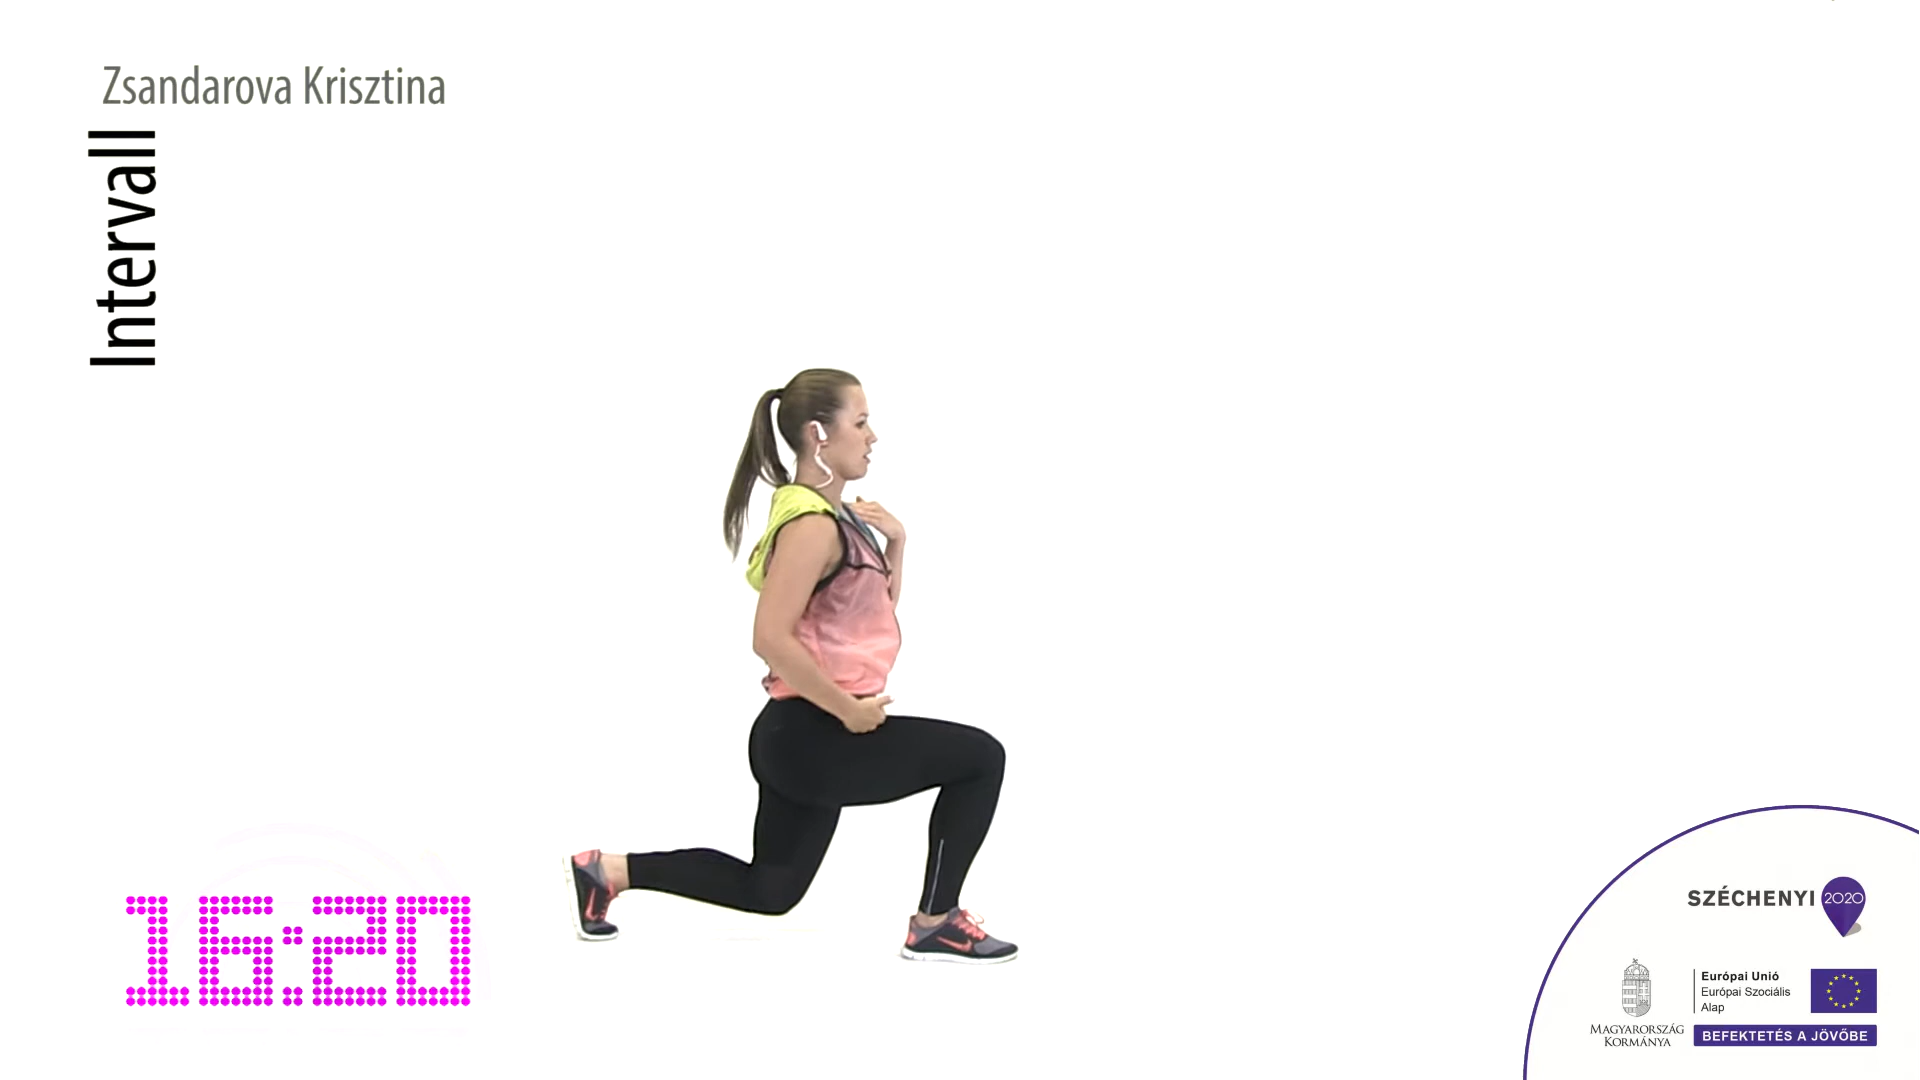 Zsandarova Krisztina
Intervall
16:20
SZÉCHENYI 2020
Európai Unió
Európai Szociális
Alap
MAGYARORSZÁG
KORMÁNYA
BEFEKTETÉS A JÖVŐBE